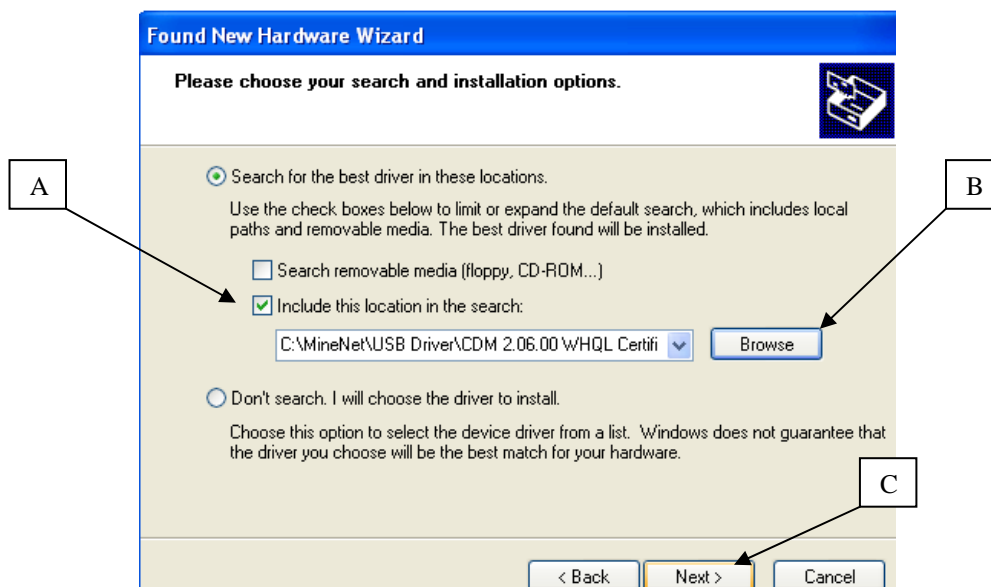 Found New Hardware Wizard
Please choose your search and installation options.
A
Search for the best driver in these locations.
B
Use the check boxes below to limit or expand the default search, which includes local
paths and removable media. The best driver found will be installed.
Search removable media (floppy, CD-ROM...)
Include this location in the search:
C:\MineNet\USB Driver\CDM 2.06.00 WHQL Certifi
Browse
Don't search. I will choose the driver to install.
Choose this option to select the device driver from a list. Windows does not guarantee that
the driver you choose will be the best match for your hardware.
C
< Back
Next >
Cancel